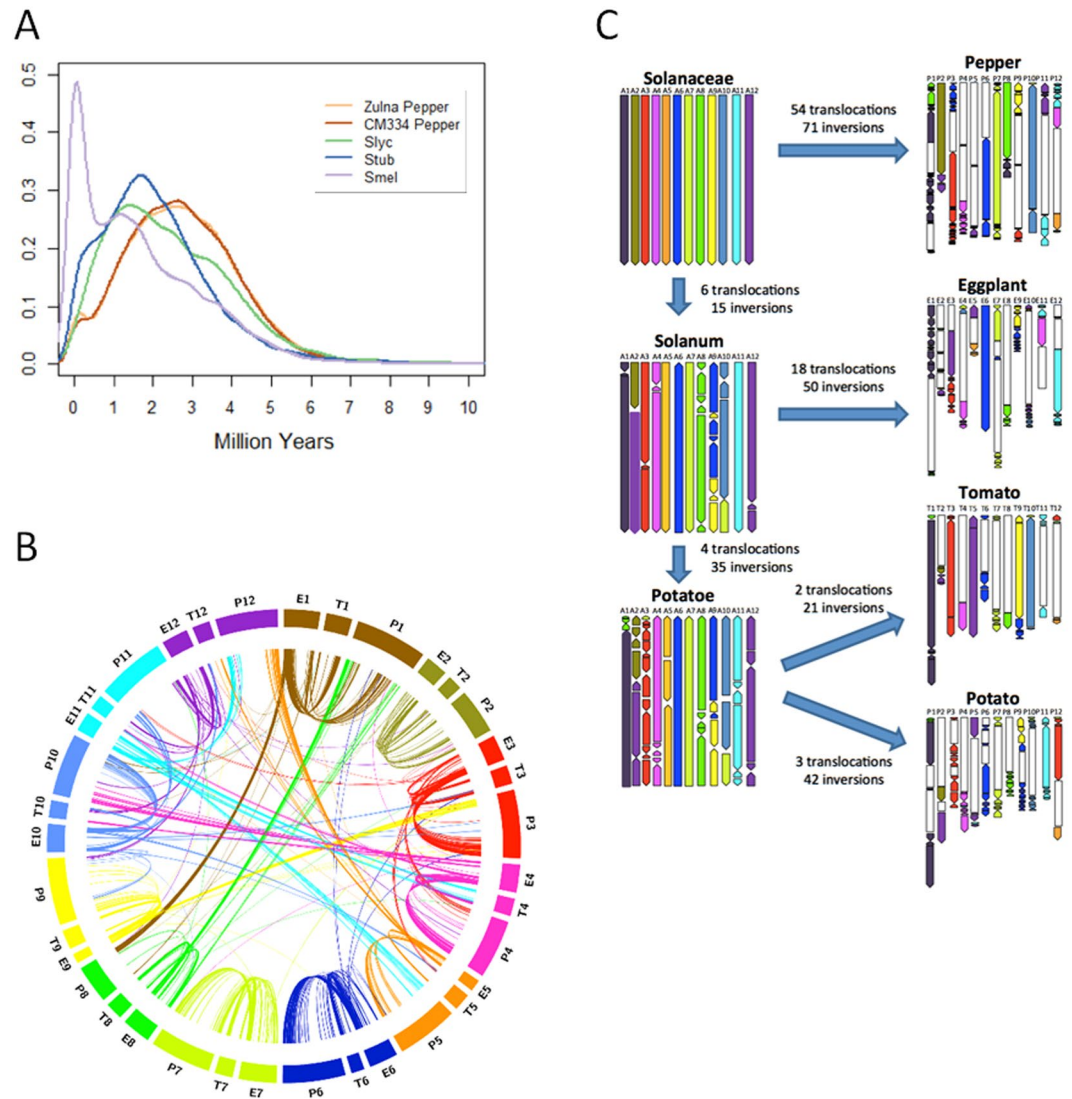 A
0.5
0.4
0.3
0.2
0.1
0.0
Zulna Pepper
CM334 Pepper
Slyc
Stub
Smel
0 1 2 3 4 5 6 7 8 9 10
Million Years
B
E1 T1 P1 E2 T2 P2 E3 T3 P3 E4 T4 P4 E5 T5 P5 E6 T6 P6 E7 T7 P7 E8 T8 P8 E9 T9 P9 E10 T10 P10 E11 T11 P11 E12 T12 P12
C
Solanaceae
A1 A2 A3 A4 A5 A6 A7 A8 A9 A10 A11 A12
54 translocations
71 inversions
Pepper
P1 P2 P3 P4 P5 P6 P7 P8 P9 P10 P11 P12
6 translocations
15 inversions
Solanum
A1 A2 A3 A4 A5 A6 A7 A8 A9 A10 A11 A12
18 translocations
50 inversions
Eggplant
E1 E2 E3 E4 E5 E6 E7 E8 E9 E10 E11 E12
4 translocations
35 inversions
Potatoe
A1 A2 A3 A4 A5 A6 A7 A8 A9 A10 A11 A12
2 translocations
21 inversions
Tomato
T1 T2 T3 T4 T5 T6 T7 T8 T9 T10 T11 T12
3 translocations
42 inversions
Potato
P1 P2 P3 P4 P5 P6 P7 P8 P9 P10 P11 P12